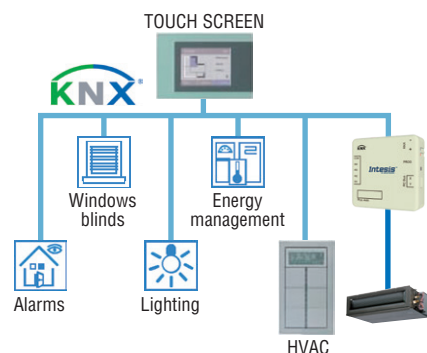 TOUCH SCREEN
KNX®
Intesis
Windows
blinds
Energy
management
Alarms
Lighting
HVAC